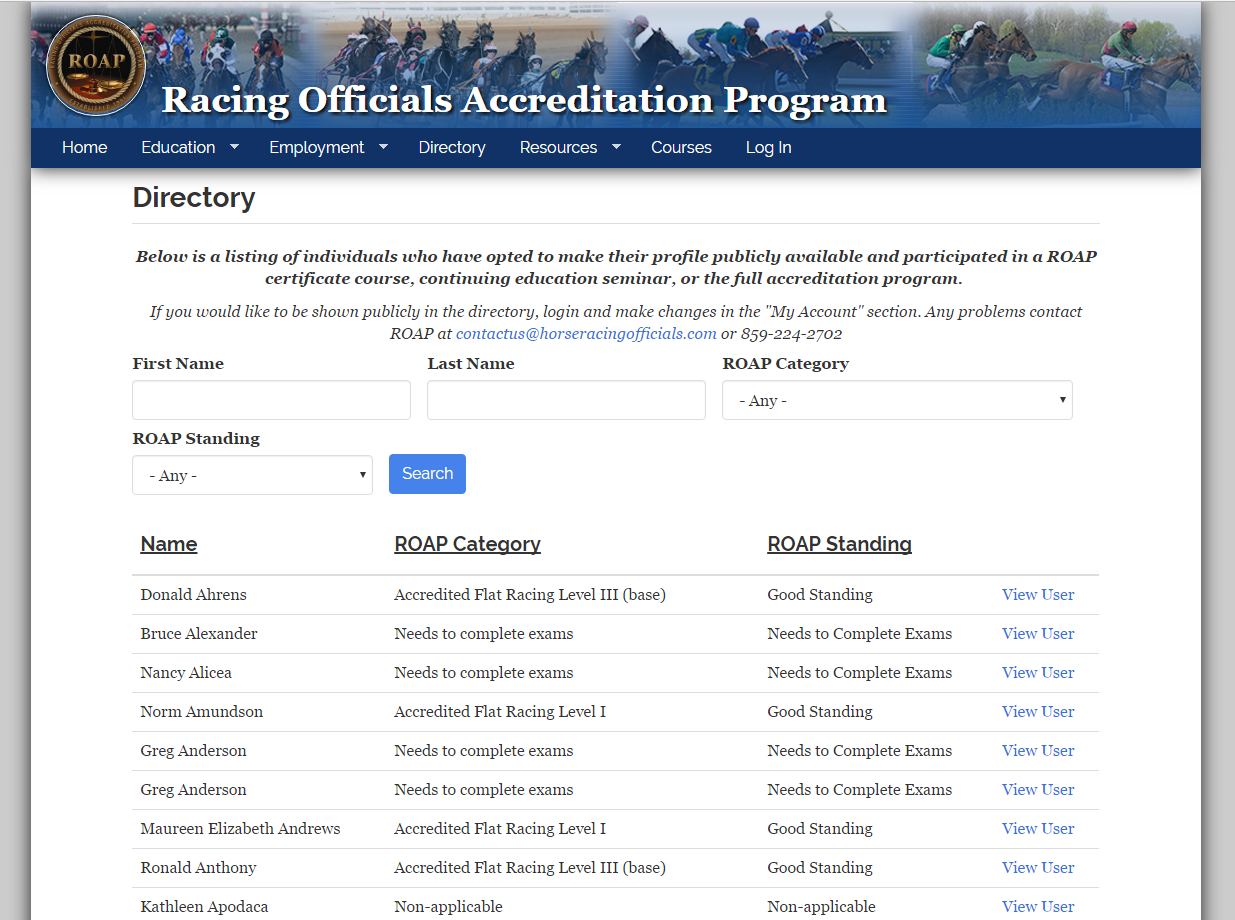 ROAP
Racing Officials Accreditation Program
Home Education Employment Directory Resources Courses Log In
Directory
Below is a listing of individuals who have opted to make their profile publicly available and participated in a ROAP
certificate course, continuing education seminar, or the full accreditation program.
If you would like to be shown publicly in the directory, login and make changes in the "My Account" section. Any problems contact
ROAP at contactus@horseracingofficials.com or 859-224-2702
First Name Last Name ROAP Category
- Any -
ROAP Standing
- Any - Search
Name ROAP Category ROAP Standing
Donald Ahrens Accredited Flat Racing Level III (base) Good Standing View User
Bruce Alexander Needs to complete exams Needs to Complete Exams View User
Nancy Alicea Needs to complete exams Needs to Complete Exams View User
Norm Amundson Accredited Flat Racing Level I Good Standing View User
Greg Anderson Needs to complete exams Needs to Complete Exams View User
Greg Anderson Needs to complete exams Needs to Complete Exams View User
Maureen Elizabeth Andrews Accredited Flat Racing Level I Good Standing View User
Ronald Anthony Accredited Flat Racing Level III (base) Good Standing View User
Kathleen Apodaca Non-applicable Non-applicable View User